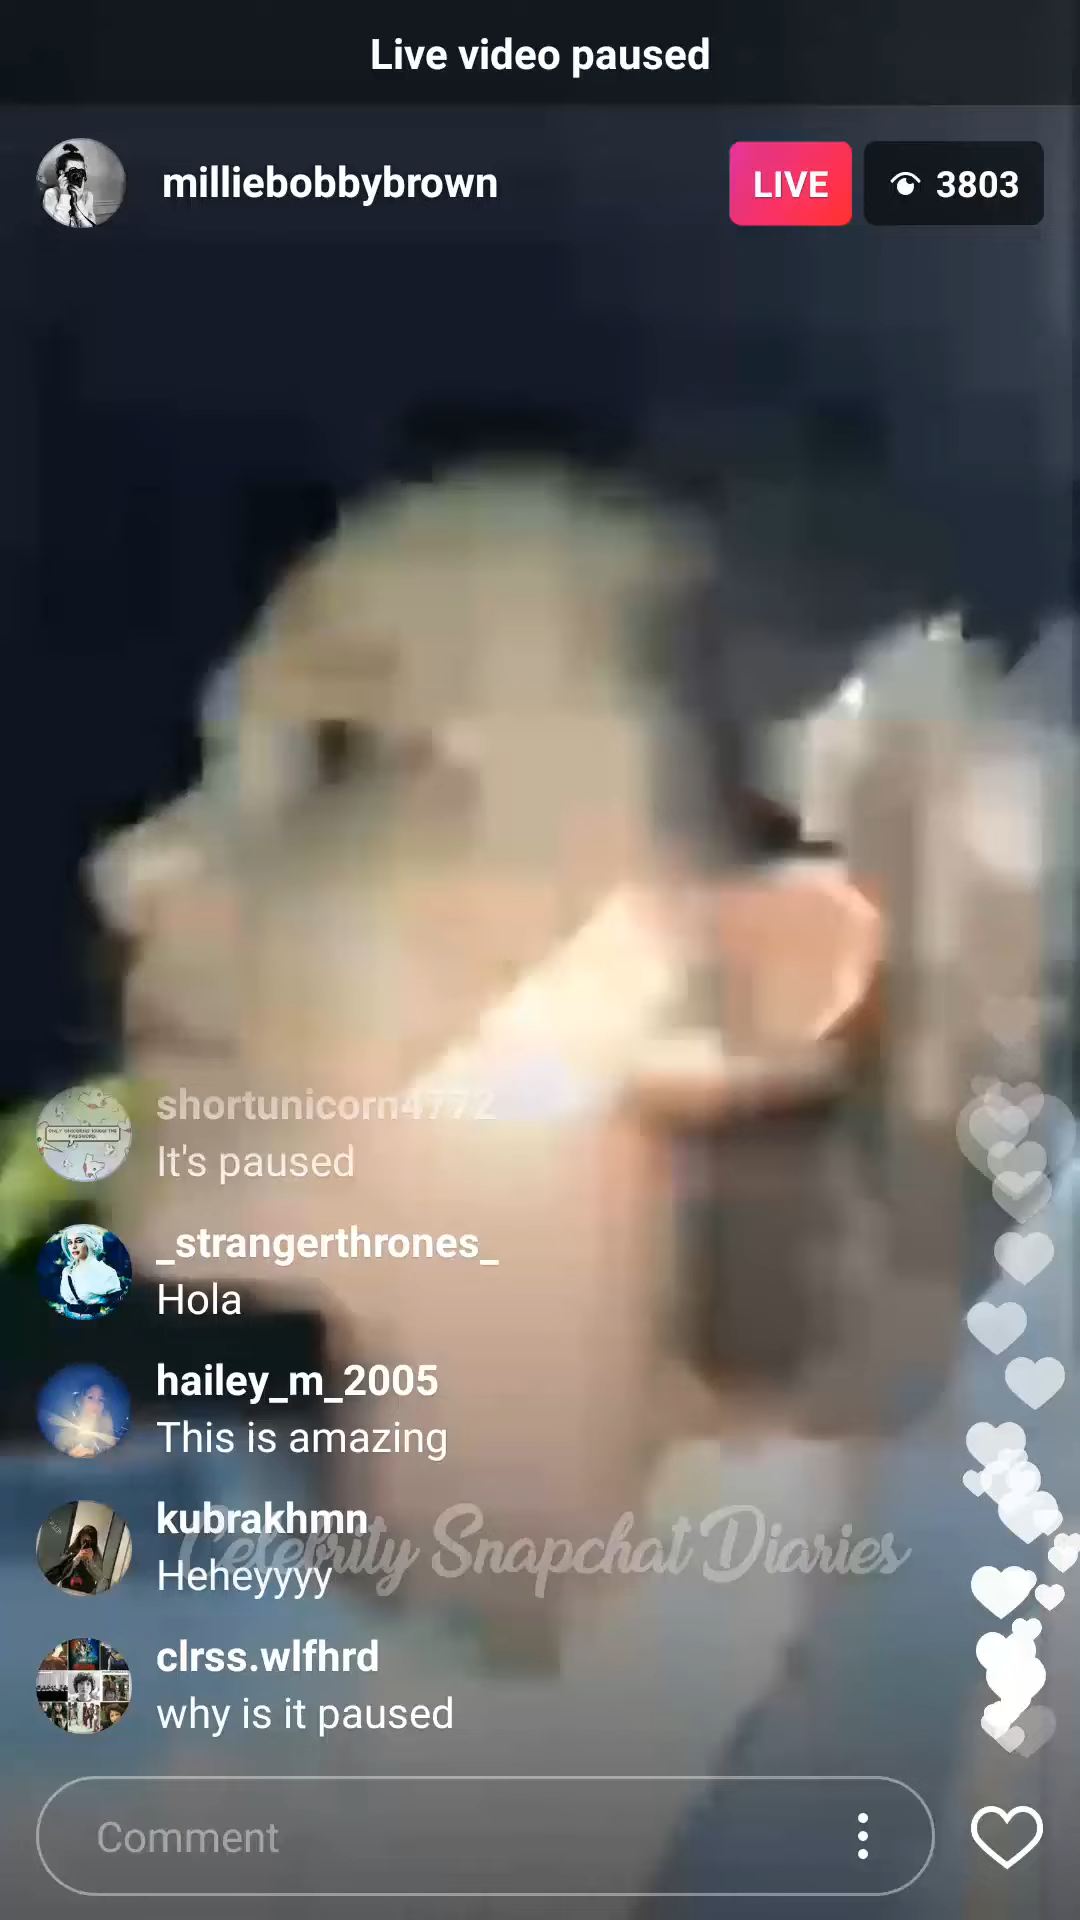 Live video paused
milliebobbybrown
LIVE
3803
shortunicorn4772
It's paused
_strangerthrones_
Hola
hailey_m_2005
This is amazing
kubrakhmn
Heheyyyy
Celebrity Snapchat Diaries
clrss.wlfhrd
why is it paused
Comment